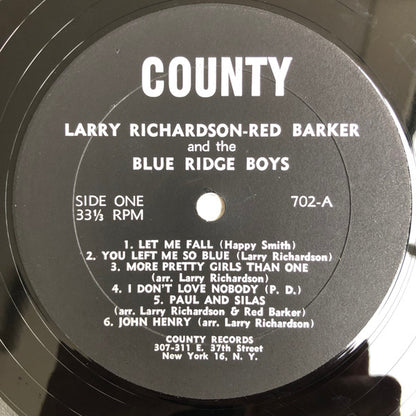 COUNTY
LARRY RICHARDSON-RED BARKER
and the
BLUE RIDGE BOYS
SIDE ONE 702-A
33⅓ RPM
1. LET ME FALL (Happy Smith)
2. YOU LEFT ME SO BLUE (Larry Richardson)
3. MORE PRETTY GIRLS THAN ONE
(arr. Larry Richardson)
4. I DON'T LOVE NOBODY (P. D.)
5. PAUL AND SILAS
(arr. Larry Richardson & Red Barker)
6. JOHN HENRY (arr. Larry Richardson)
COUNTY RECORDS
307-311 E. 37th Street
New York 16, N. Y.